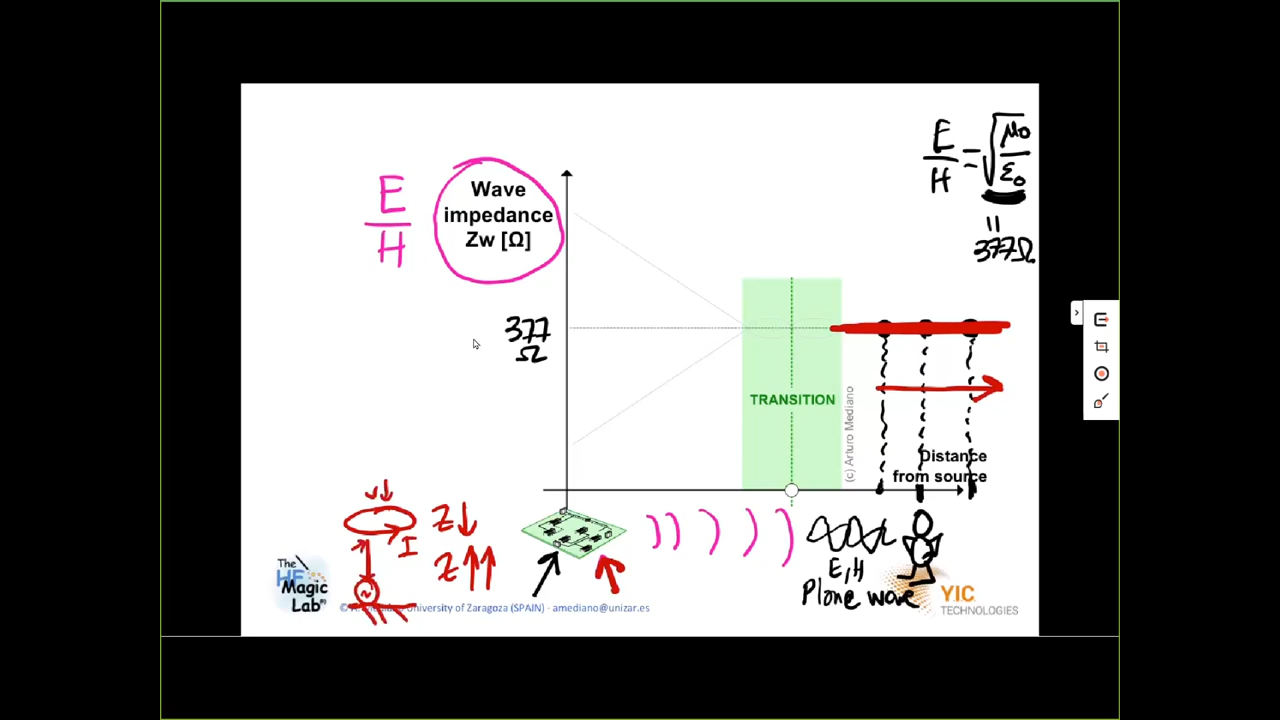 E
H
Wave
impedance
Zw [Ω]
E
H
=
√
μ0
ε0
=
377Ω
377
Ω
TRANSITION
(c) Arturo Mediano
Distance
from source
I
Z↓
Z↑↑
~
E,H
Plane wave
The
HF
Magic
Lab®
University of Zaragoza (SPAIN) - amediano@unizar.es
Y.I.C
TECHNOLOGIES